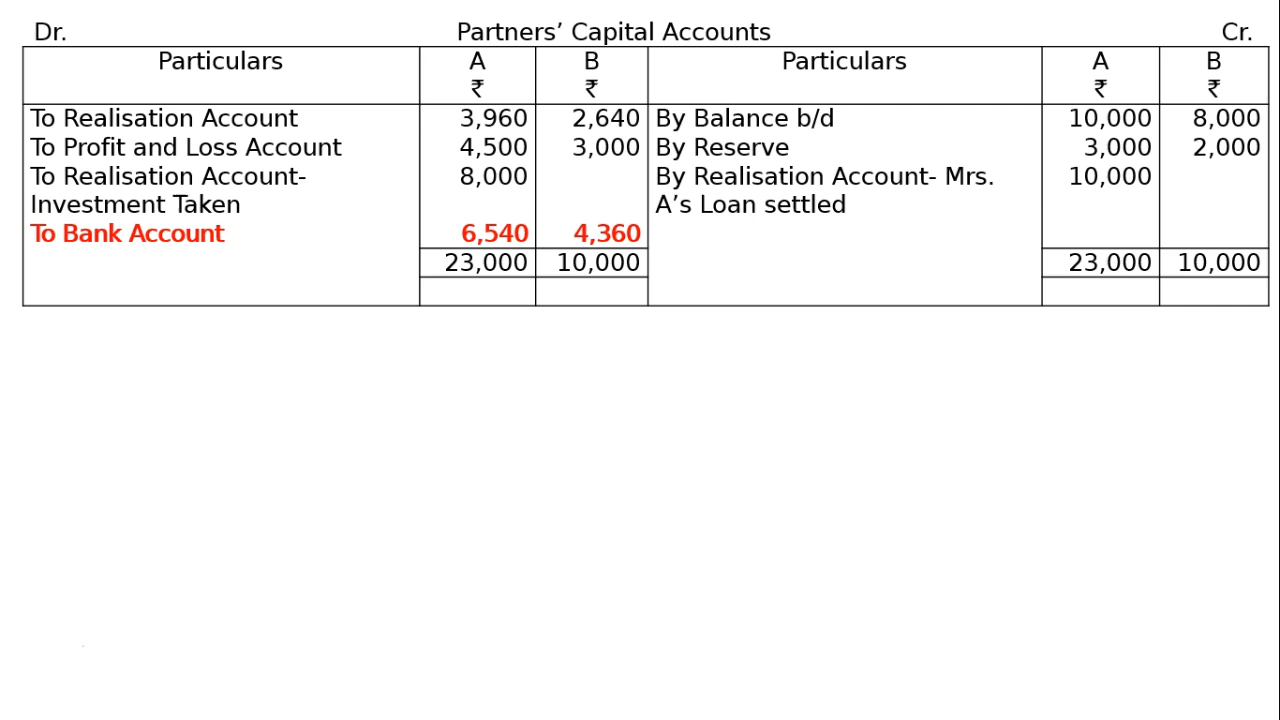 Dr. Partners’ Capital Accounts Cr.
Particulars A B Particulars A B
₹ ₹ ₹ ₹
To Realisation Account 3,960 2,640 By Balance b/d 10,000 8,000
To Profit and Loss Account 4,500 3,000 By Reserve 3,000 2,000
To Realisation Account- 8,000 By Realisation Account- Mrs. 10,000
Investment Taken A’s Loan settled
To Bank Account 6,540 4,360
23,000 10,000 23,000 10,000